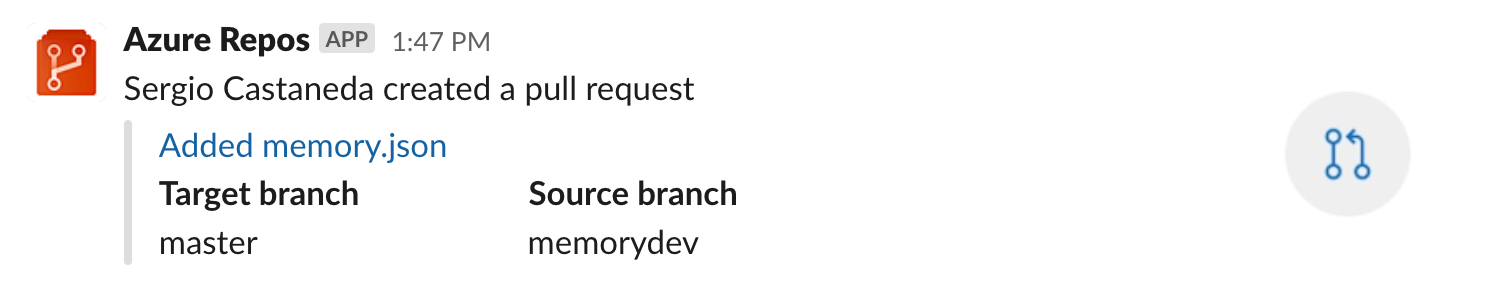 Azure Repos APP 1:47 PM
Sergio Castaneda created a pull request
Added memory.json
Target branch Source branch
master memorydev